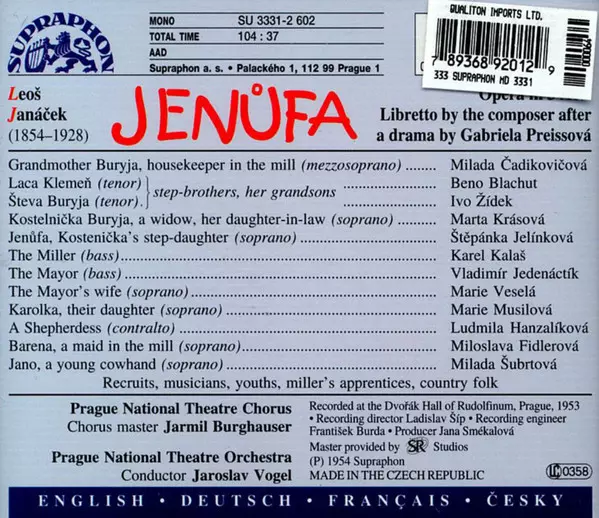 SUPRAPHON
MONO SU 3331-2 602
TOTAL TIME 104 : 37
AAD
Supraphon a. s. • Palackého 1, 112 99 Prague 1
QUALITON IMPORTS LTD.
7 89368 92012 9
333 SUPRAPHON MD 3331
000064
Leoš
Janáček
(1854–1928)
JENŮFA
Libretto by the composer after
a drama by Gabriela Preissová
Grandmother Buryja, housekeeper in the mill (mezzosoprano) ........ Milada Čadikovičová
Laca Klemeň (tenor) Beno Blachut
step-brothers, her grandsons
Števa Buryja (tenor) Ivo Žídek
Kostelnička Buryja, a widow, her daughter-in-law (soprano) ........ Marta Krásová
Jenůfa, Kostenička's step-daughter (soprano) ........ Štěpánka Jelínková
The Miller (bass) ........ Karel Kalaš
The Mayor (bass) ........ Vladimír Jedenáctík
The Mayor's wife (soprano) ........ Marie Veselá
Karolka, their daughter (soprano) ........ Marie Musilová
A Shepherdess (contralto) ........ Ludmila Hanzalíková
Barena, a maid in the mill (soprano) ........ Miloslava Fidlerová
Jano, a young cowhand (soprano) ........ Milada Šubrtová
Recruits, musicians, youths, miller's apprentices, country folk
Prague National Theatre Chorus
Chorus master Jarmil Burghauser
Prague National Theatre Orchestra
Conductor Jaroslav Vogel
Recorded at the Dvořák Hall of Rudolfinum, Prague, 1953
• Recording director Ladislav Šíp • Recording engineer
František Burda • Producer Jana Smékalová
Master provided by SR Studios
(P) 1954 Supraphon
MADE IN THE CZECH REPUBLIC
LC 0358
ENGLISH • DEUTSCH • FRANÇAIS • ČESKY